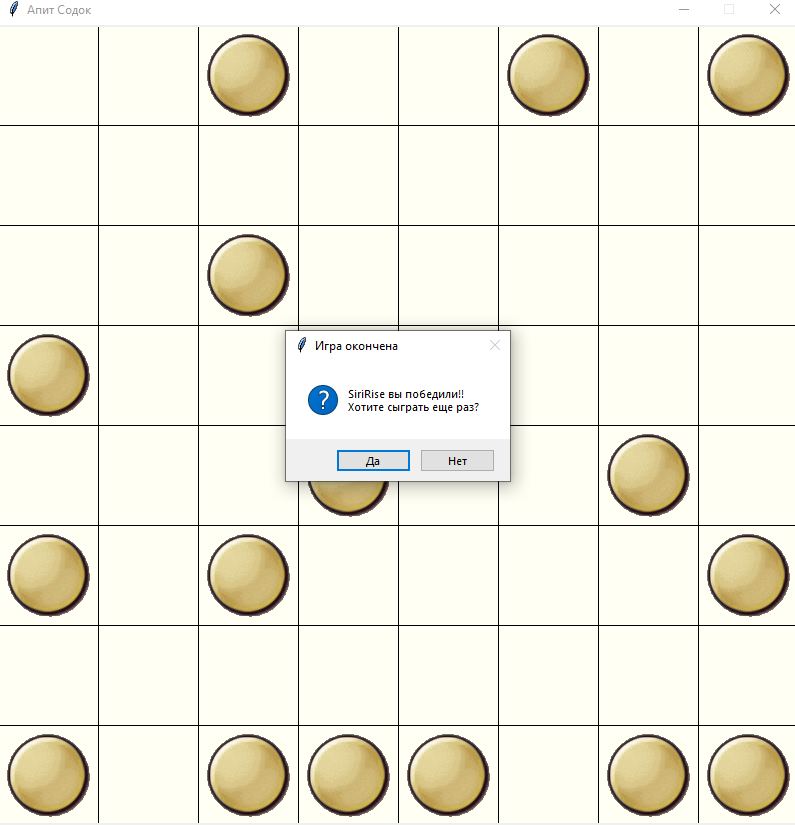 Апит Содок
Игра окончена
SiriRise вы победили!!
Хотите сыграть еще раз?
Да
Нет